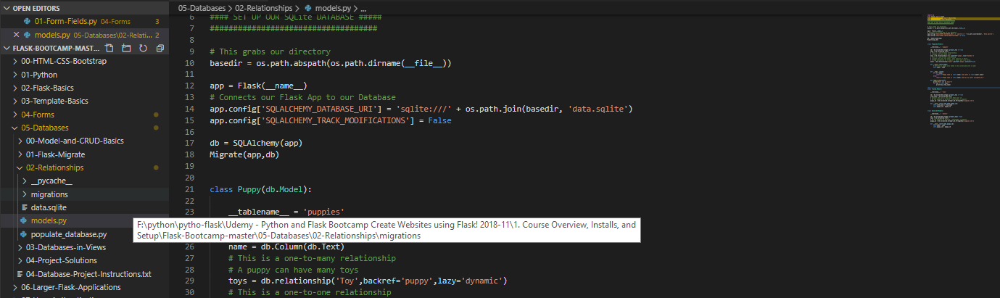 OPEN EDITORS
01-Form-Fields.py 04-Forms 3
models.py 05-Databases\02-Relati... 2
FLASK-BOOTCAMP-MAST...
00-HTML-CSS-Bootstrap
01-Python
02-Flask-Basics
03-Template-Basics
04-Forms
05-Databases
00-Model-and-CRUD-Basics
01-Flask-Migrate
02-Relationships
__pycache__
migrations
data.sqlite
models.py
populate_database.py
03-Databases-in-Views
04-Project-Solutions
04-Database-Project-Instructions.txt
06-Larger-Flask-Applications
05-Databases > 02-Relationships > models.py > ...
6 #### SET UP OUR SQLite DATABASE #####
7 ####################################
8
9 # This grabs our directory
10 basedir = os.path.abspath(os.path.dirname(__file__))
11
12 app = Flask(__name__)
13 # Connects our Flask App to our Database
14 app.config['SQLALCHEMY_DATABASE_URI'] = 'sqlite:///' + os.path.join(basedir, 'data.sqlite')
15 app.config['SQLALCHEMY_TRACK_MODIFICATIONS'] = False
16
17 db = SQLAlchemy(app)
18 Migrate(app,db)
19
20
21 class Puppy(db.Model):
22
23 __tablename__ = 'puppies'
F:\python\pytho-flask\Udemy - Python and Flask Bootcamp Create Websites using Flask! 2018-11\1. Course Overview, Installs, and
Setup\Flask-Bootcamp-master\05-Databases\02-Relationships\migrations
26 name = db.Column(db.Text)
27 # This is a one-to-many relationship
28 # A puppy can have many toys
29 toys = db.relationship('Toy',backref='puppy',lazy='dynamic')
30 # This is a one-to-one relationship